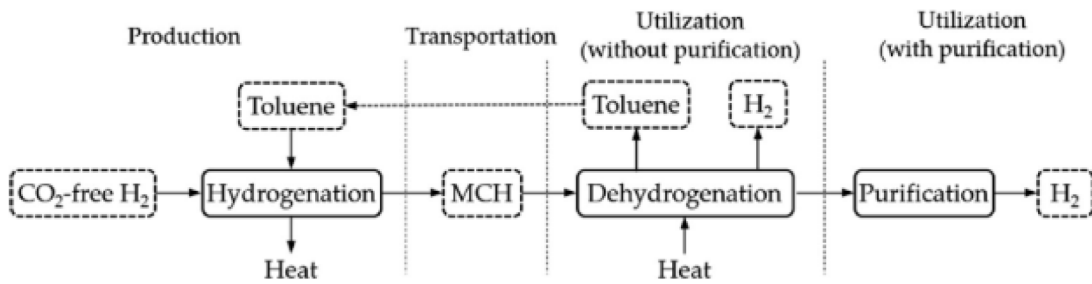 Production
Transportation
Utilization
(without purification)
Utilization
(with purification)
Toluene
Toluene
H₂
CO₂-free H₂
Hydrogenation
MCH
Dehydrogenation
Purification
H₂
Heat
Heat